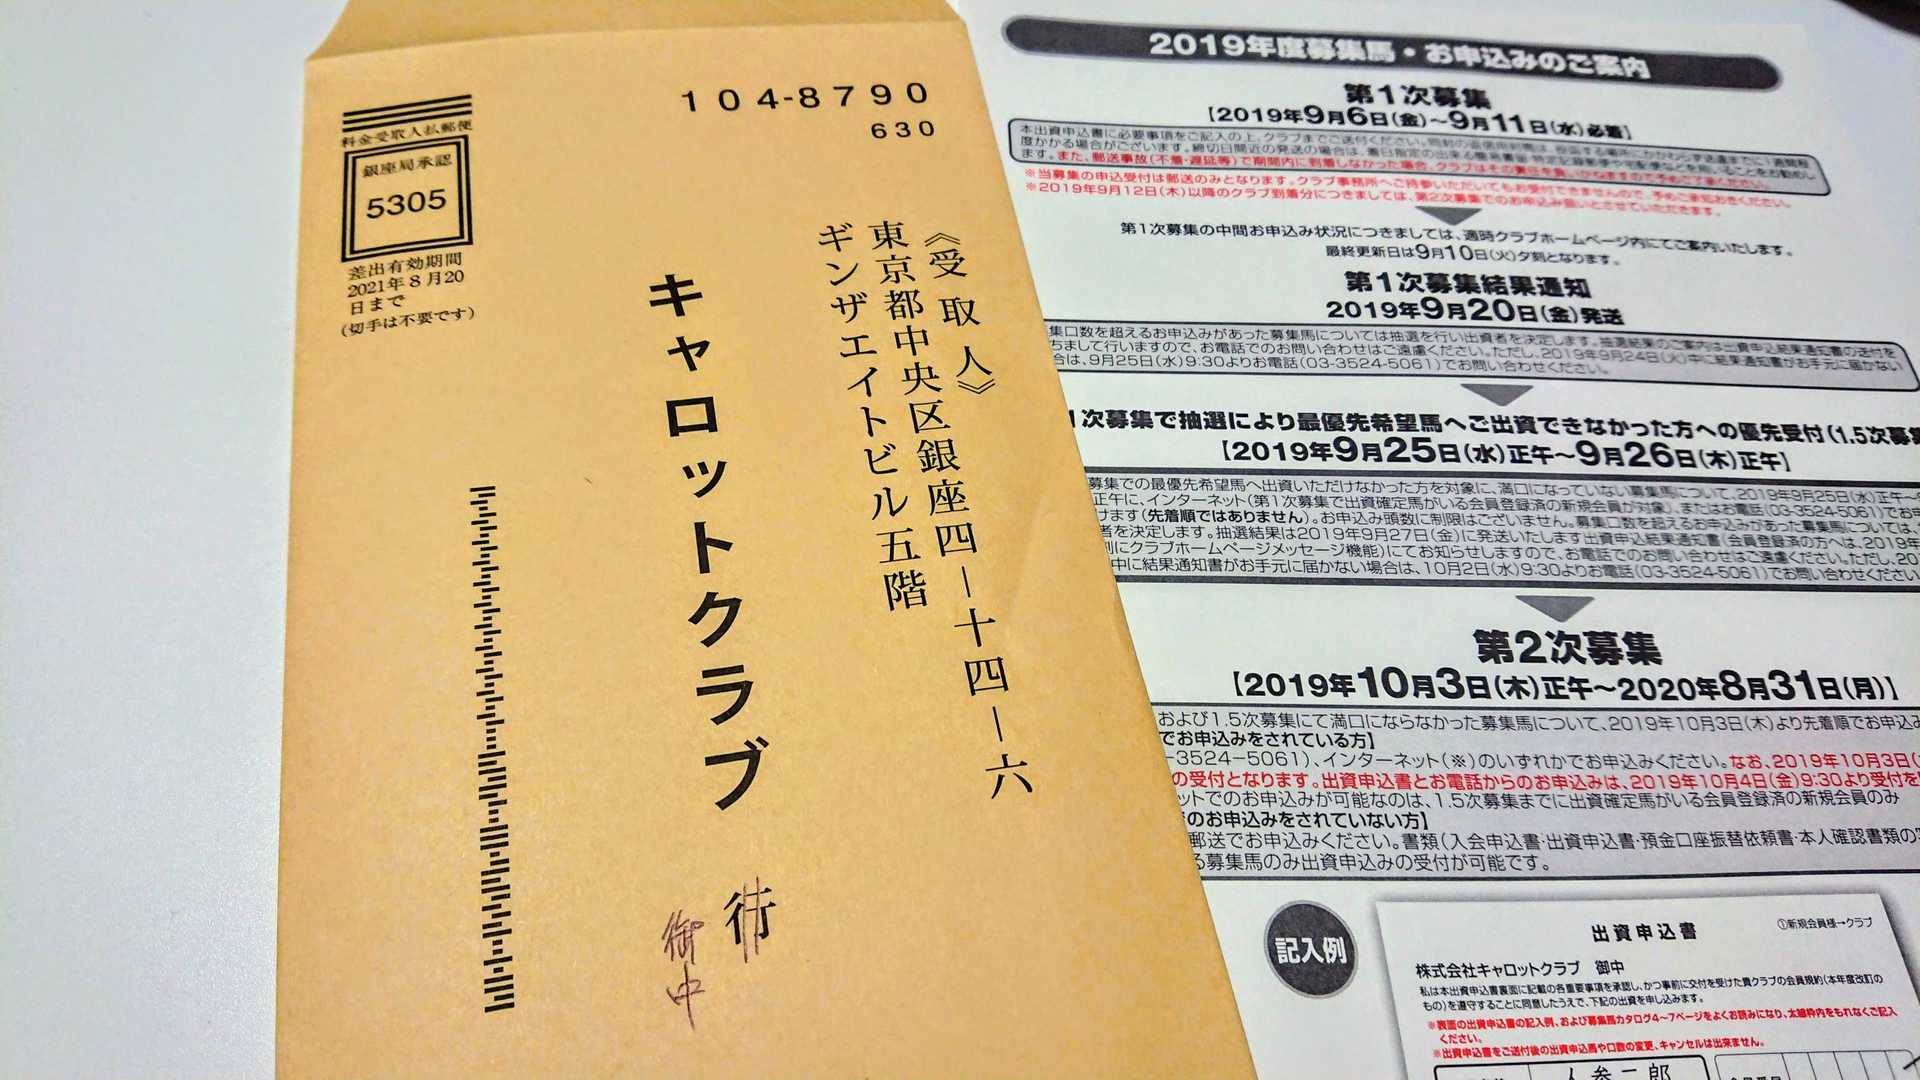 104-8790
630
料金受取人払郵便
銀座局承認
5305
差出有効期間
2021年8月20
日まで
(切手は不要です)
《受取人》
東京都中央区銀座四−十四−六
ギンザエイトビル五階
キャロットクラブ 行
御中
2019年度募集馬・お申込みのご案内
第1次募集
【2019年9月6日(金)〜9月11日(水)必着】
本出資申込書に必要事項をご記入の上、クラブまでご送付ください。
ます。また、郵送事故(不着・遅延等)で期間内に到着しなかった場合、クラブはその責任を負いかねますので予めご了承ください。
※当募集の申込受付は郵送のみとなります。クラブ事務所へご持参いただいてもお受付できませんので、予めご承知おきください。
※2019年9月12日(木)以降のクラブ到着分につきましては、第2次募集でのお申込み扱いとさせていただきます。
第1次募集の中間お申込み状況につきましては、適時クラブホームページ内にてご案内いたします。
最終更新日は9月10日(火)夕刻となります。
第1次募集結果通知
2019年9月20日(金)発送
集口数を超えるお申込みがあった募集馬については抽選を行い出資者を決定します。抽選結果のご案内は出資申込結果通知書の送付を
ちまして行いますので、お電話でのお問い合わせはご遠慮ください。ただし、2019年9月24日(火)中に結果通知書がお手元に届かない
合は、9月25日(水)9:30よりお電話(03-3524-5061)でお問い合わせください。
1次募集で抽選により最優先希望馬へご出資できなかった方への優先受付(1.5次募集
【2019年9月25日(水)正午〜9月26日(木)正午】
募集での最優先希望馬へ出資いただけなかった方を対象に、満口になっていない募集馬について、2019年9月25日(水)正午〜
正午に、インターネット(第1次募集で出資確定馬がいる会員登録済の新規会員が対象)、またはお電話(03-3524-5061)でお申
けます(先着順ではありません)。お申込み頭数に制限はございません。募集口数を超えるお申込みがあった募集馬については、
者を決定します。抽選結果は2019年9月27日(金)に発送いたします出資申込結果通知書(会員登録済の方へは、2019年
別にクラブホームページメッセージ機能)にてお知らせしますので、お電話でのお問い合わせはご遠慮ください。ただし、20
中に結果通知書がお手元に届かない場合は、10月2日(水)9:30よりお電話(03-3524-5061)でお問い合わせください
第2次募集
【2019年10月3日(木)正午〜2020年8月31日(月)】
および1.5次募集にて満口にならなかった募集馬について、2019年10月3日(木)より先着順でお申込み
でお申込みをされている方】
-3524-5061)、インターネット(※)のいずれかでお申込みください。なお、2019年10月3日(
の受付となります。出資申込書とお電話からのお申込みは、2019年10月4日(金)9:30より受付を
ットでのお申込みが可能なのは、1.5次募集までに出資確定馬がいる会員登録済の新規会員のみ
のお申込みをされていない方】
郵送でお申込みください。書類(入会申込書・出資申込書・預金口座振替依頼書・本人確認書類の
る募集馬のみ出資申込みの受付が可能です。
記入例
出資申込書
①新規会員様→クラブ
株式会社キャロットクラブ 御中
私は本出資申込書裏面に記載の各重要事項を承認し、かつ事前に交付を受けた貴クラブの会員規約(本年度改訂の
もの)を遵守することに同意したうえで、下記の出資を申し込みます。
※裏面の出資申込書の記入例、および募集馬カタログ4〜7ページをよくお読みになり、太線枠内をもれなくご記入
ください。
※出資申込書をご送付後の出資申込馬や口数の変更、キャンセルは出来ません。
人参二郎
会員番号